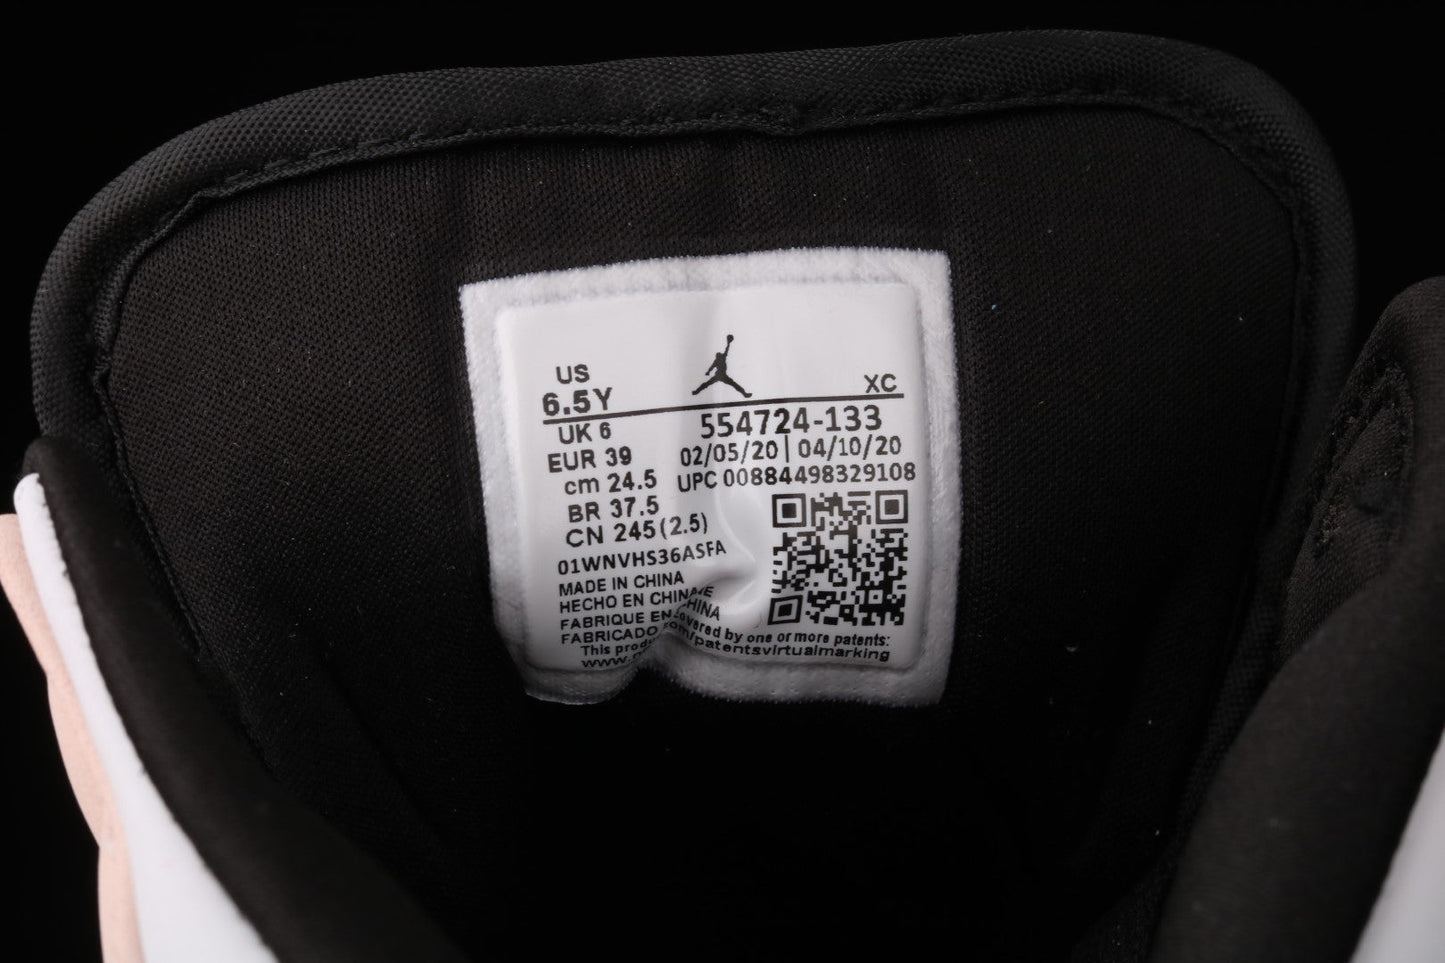 US
6.5Y
XC
UK 6
554724-133
EUR 39
02/05/20 | 04/10/20
cm 24.5
UPC 00884498329108
BR 37.5
CN 245(2.5)
01WNVHS36ASFA
MADE IN CHINA
HECHO EN CHINA
FABRIQUE EN CHINA
FABRICADO
This covered by one or more patents:
/patentsvirtualmarking